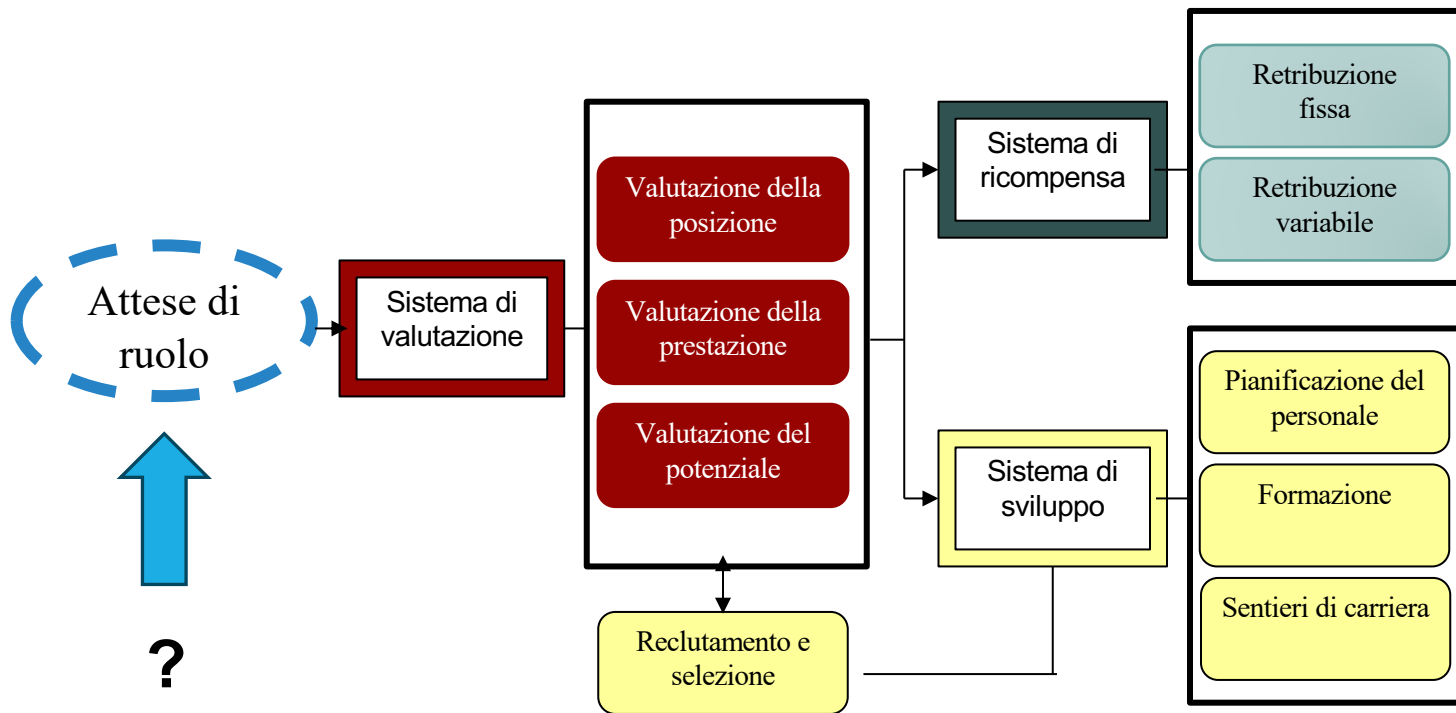 Attese di
ruolo
?
Sistema di
valutazione
Valutazione della
posizione
Valutazione della
prestazione
Valutazione del
potenziale
Reclutamento e
selezione
Sistema di
ricompensa
Retribuzione
fissa
Retribuzione
variabile
Sistema di
sviluppo
Pianificazione del
personale
Formazione
Sentieri di carriera